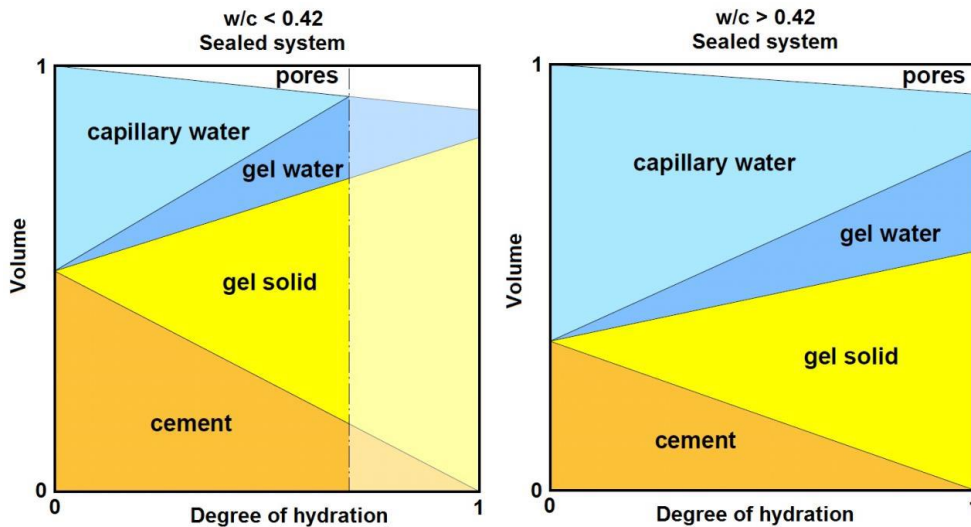 w/c < 0.42
Sealed system
1
pores
capillary water
gel water
gel solid
cement
Volume
0
0
1
Degree of hydration
w/c > 0.42
Sealed system
1
pores
capillary water
gel water
gel solid
cement
Volume
0
0
Degree of hydration